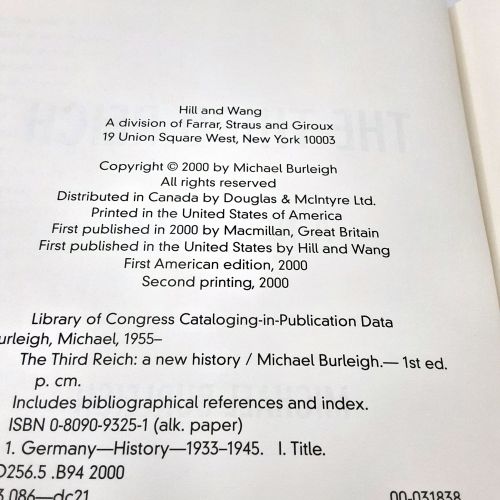 Hill and Wang
A division of Farrar, Straus and Giroux
19 Union Square West, New York 10003
Copyright © 2000 by Michael Burleigh
All rights reserved
Distributed in Canada by Douglas & McIntyre Ltd.
Printed in the United States of America
First published in 2000 by Macmillan, Great Britain
First published in the United States by Hill and Wang
First American edition, 2000
Second printing, 2000
Library of Congress Cataloging-in-Publication Data
urleigh, Michael, 1955–
The Third Reich: a new history / Michael Burleigh.— 1st ed.
p. cm.
Includes bibliographical references and index.
ISBN 0-8090-9325-1 (alk. paper)
1. Germany—History—1933–1945. I. Title.
D256.5 .B94 2000
3.086—dc21 00-031838